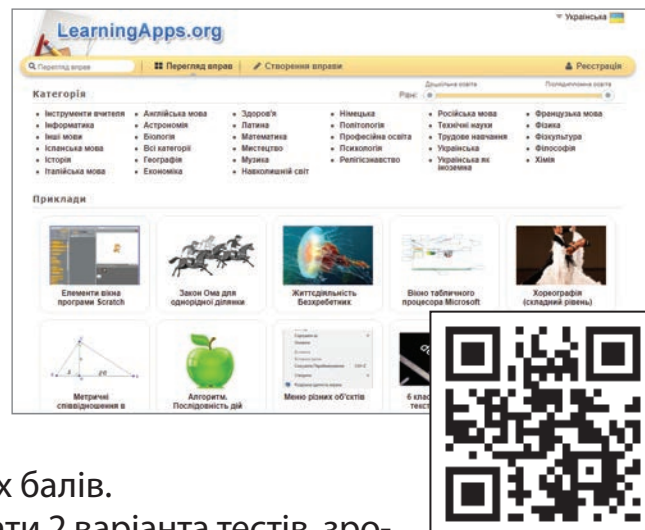 LearningApps.org
Українська
Перегляд вправ
Перегляд вправ
Створення вправи
Реєстрація
Категорія
Рівні:
Дошкільна освіта
Післядипломна освіта
Інструменти вчителя
Інформатика
Інші мови
Іспанська мова
Історія
Італійська мова
Англійська мова
Астрономія
Біологія
Всі категорії
Географія
Економіка
Здоров'я
Латина
Математика
Мистецтво
Музика
Навколишній світ
Німецька
Політологія
Професійна освіта
Психологія
Релігієзнавство
Російська мова
Технічні науки
Трудове навчання
Українська
Українська як
іноземна
Французька мова
Фізика
Фізкультура
Філософія
Хімія
Приклади
Елементи вікна
програми Scratch
Закон Ома для
однорідної ділянки
Життєдіяльність
Безхребетних
Вікно табличного
процесора Microsoft
Хореографія
(складний рівень)
Метричні
співвідношення в
Алгоритм.
Послідовність дій
Меню різних об'єктів
6 клас
текст
х балів.
ати 2 варіанта тестів, зро-